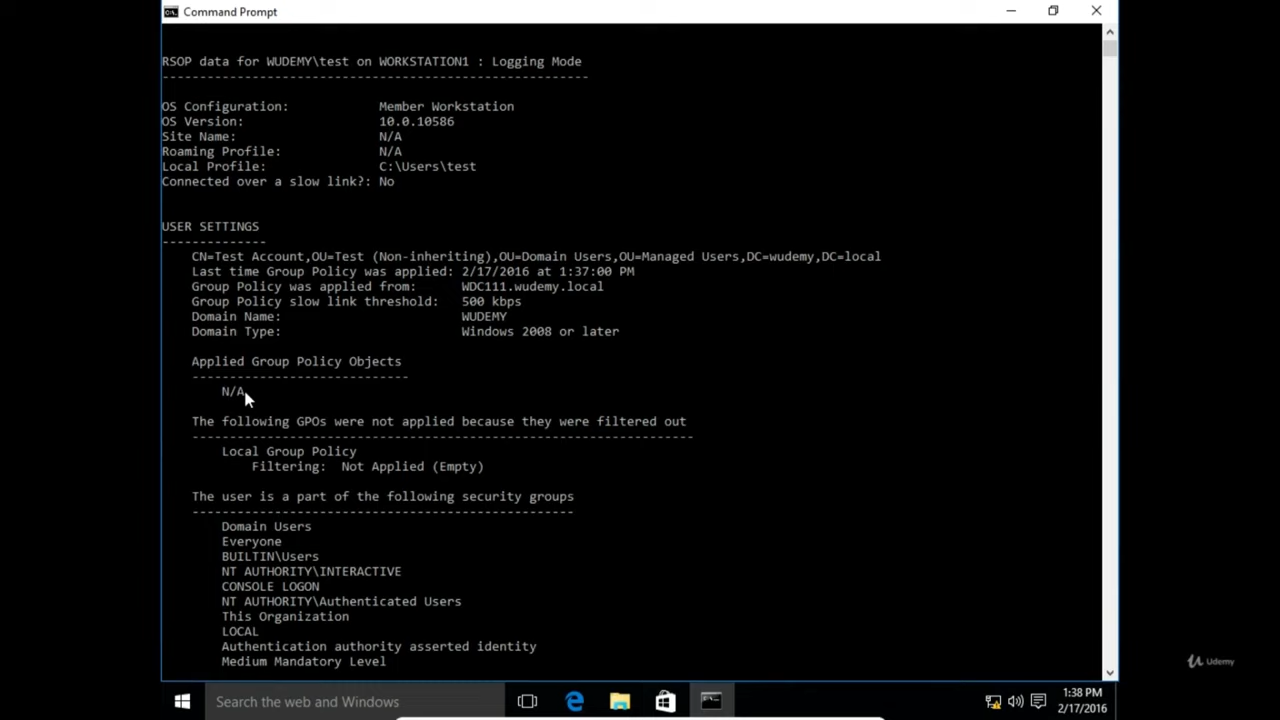 Command Prompt
RSOP data for WUDEMY\test on WORKSTATION1 : Logging Mode
---------------------------------------------------------
OS Configuration: Member Workstation
OS Version: 10.0.10586
Site Name: N/A
Roaming Profile: N/A
Local Profile: C:\Users\test
Connected over a slow link?: No
USER SETTINGS
--------------
CN=Test Account,OU=Test (Non-inheriting),OU=Domain Users,OU=Managed Users,DC=wudemy,DC=local
Last time Group Policy was applied: 2/17/2016 at 1:37:00 PM
Group Policy was applied from: WDC111.wudemy.local
Group Policy slow link threshold: 500 kbps
Domain Name: WUDEMY
Domain Type: Windows 2008 or later
Applied Group Policy Objects
-----------------------------
N/A
The following GPOs were not applied because they were filtered out
-------------------------------------------------------------------
Local Group Policy
Filtering: Not Applied (Empty)
The user is a part of the following security groups
---------------------------------------------------
Domain Users
Everyone
BUILTIN\Users
NT AUTHORITY\INTERACTIVE
CONSOLE LOGON
NT AUTHORITY\Authenticated Users
This Organization
LOCAL
Authentication authority asserted identity
Medium Mandatory Level
Udemy
Search the web and Windows
1:38 PM
2/17/2016